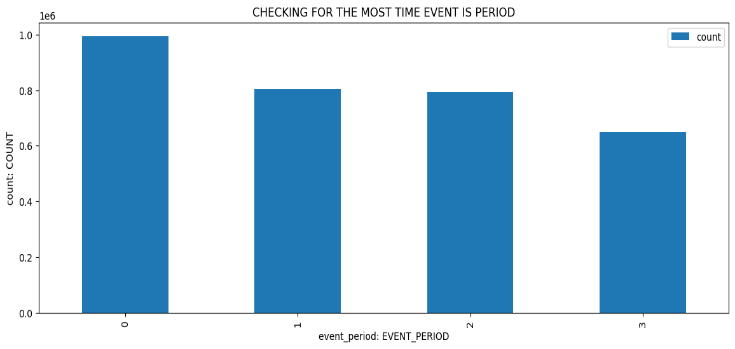 CHECKING FOR THE MOST TIME EVENT IS PERIOD
1e6
count
1.0
0.8
0.6
0.4
0.2
0.0
count: COUNT
0 1 2 3
event_period: EVENT_PERIOD